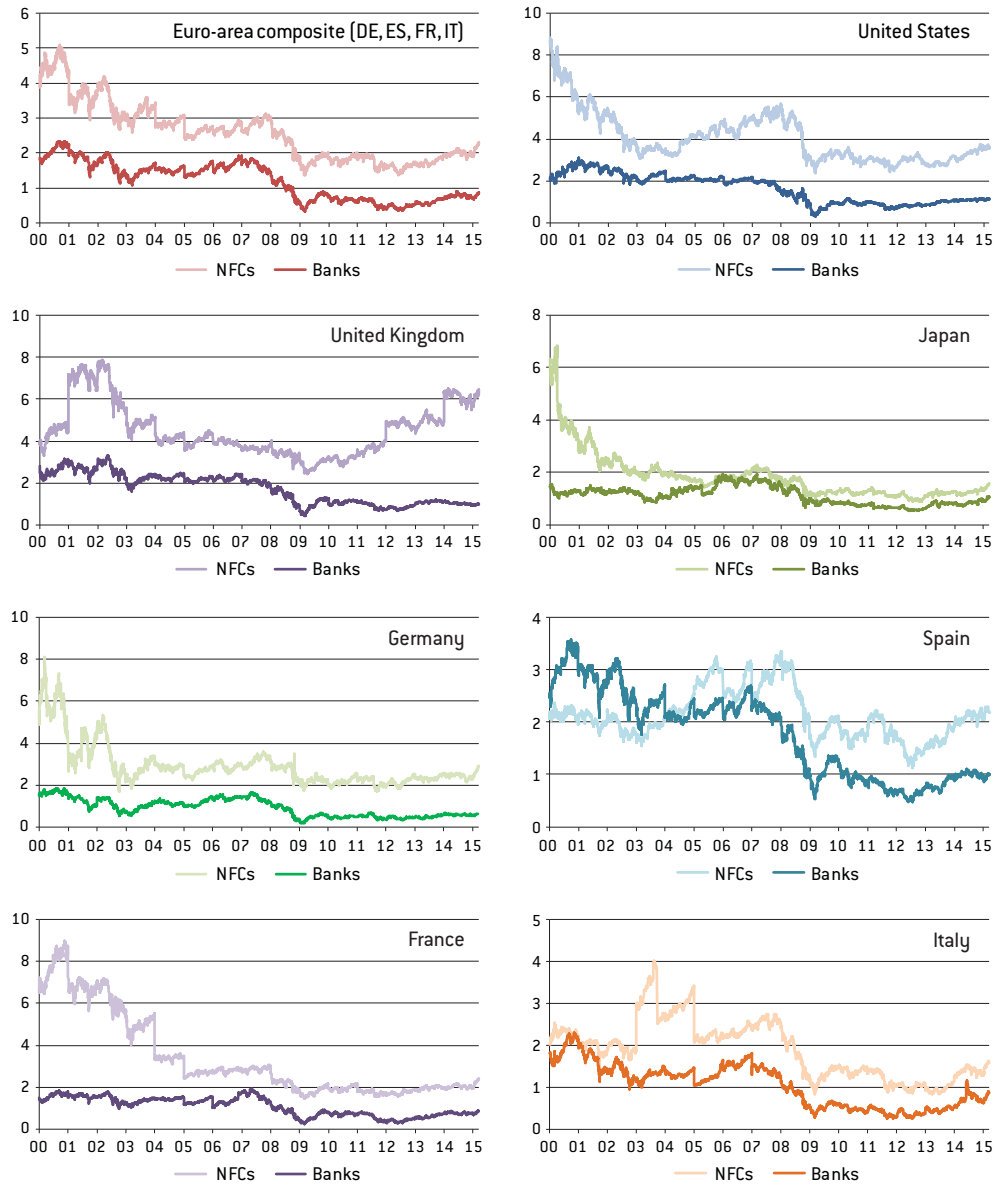 Euro-area composite (DE, ES, FR, IT)
6
5
4
3
2
1
0
00 01 02 03 04 05 06 07 08 09 10 11 12 13 14 15
NFCs Banks
United States
10
8
6
4
2
0
00 01 02 03 04 05 06 07 08 09 10 11 12 13 14 15
NFCs Banks
United Kingdom
10
8
6
4
2
0
00 01 02 03 04 05 06 07 08 09 10 11 12 13 14 15
NFCs Banks
Japan
8
6
4
2
0
00 01 02 03 04 05 06 07 08 09 10 11 12 13 14 15
NFCs Banks
Germany
10
8
6
4
2
0
00 01 02 03 04 05 06 07 08 09 10 11 12 13 14 15
NFCs Banks
Spain
4
3
2
1
0
00 01 02 03 04 05 06 07 08 09 10 11 12 13 14 15
NFCs Banks
France
10
8
6
4
2
0
00 01 02 03 04 05 06 07 08 09 10 11 12 13 14 15
NFCs Banks
Italy
5
4
3
2
1
0
00 01 02 03 04 05 06 07 08 09 10 11 12 13 14 15
NFCs Banks